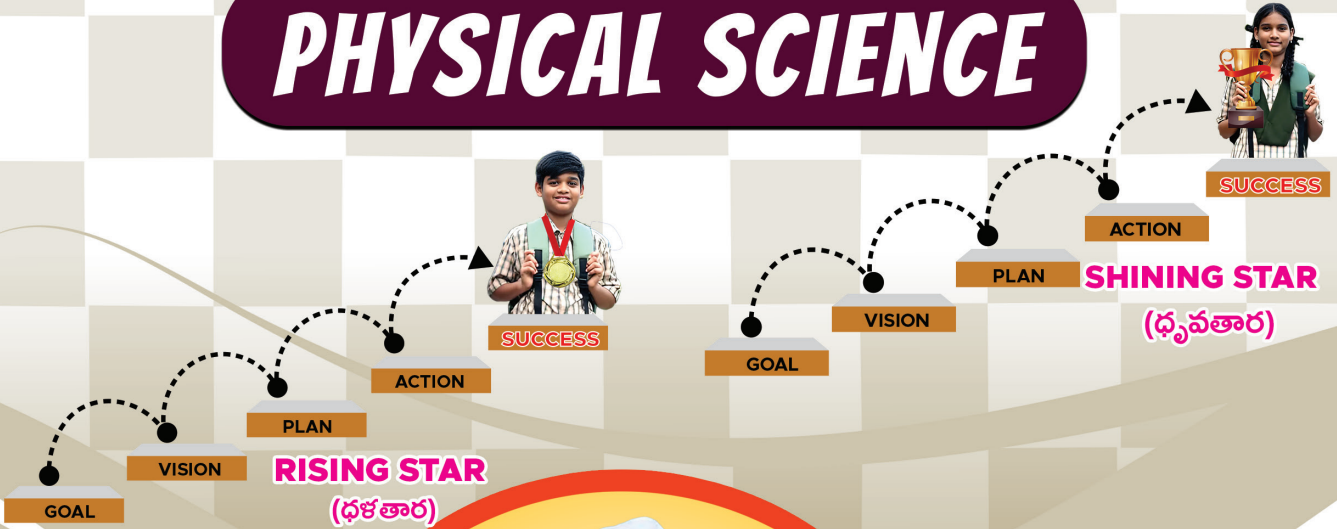 PHYSICAL SCIENCE
GOAL
VISION
PLAN
ACTION
SUCCESS
RISING STAR
(ధళతార)
GOAL
VISION
PLAN
ACTION
SUCCESS
SHINING STAR
(ధృవతార)